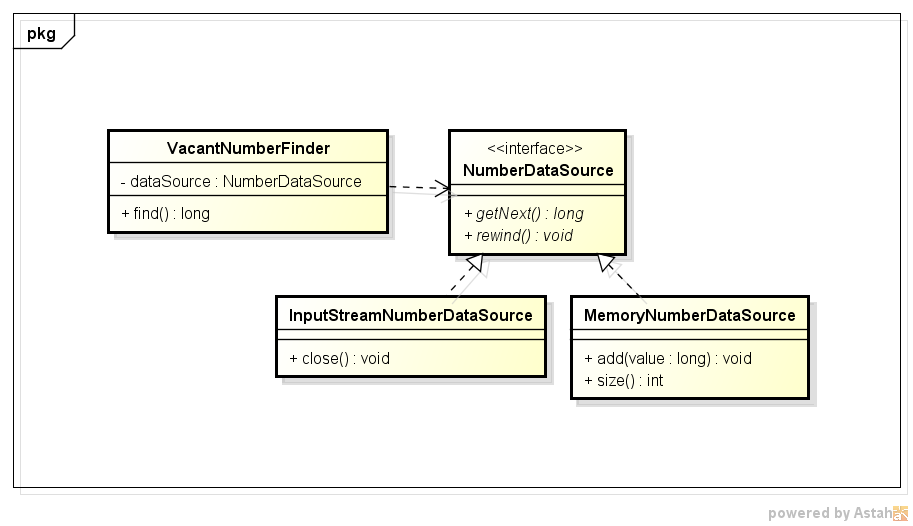 pkg
VacantNumberFinder
- dataSource : NumberDataSource
+ find() : long
<<interface>>
NumberDataSource
+ getNext() : long
+ rewind() : void
InputStreamNumberDataSource
+ close() : void
MemoryNumberDataSource
+ add(value : long) : void
+ size() : int
powered by Astah